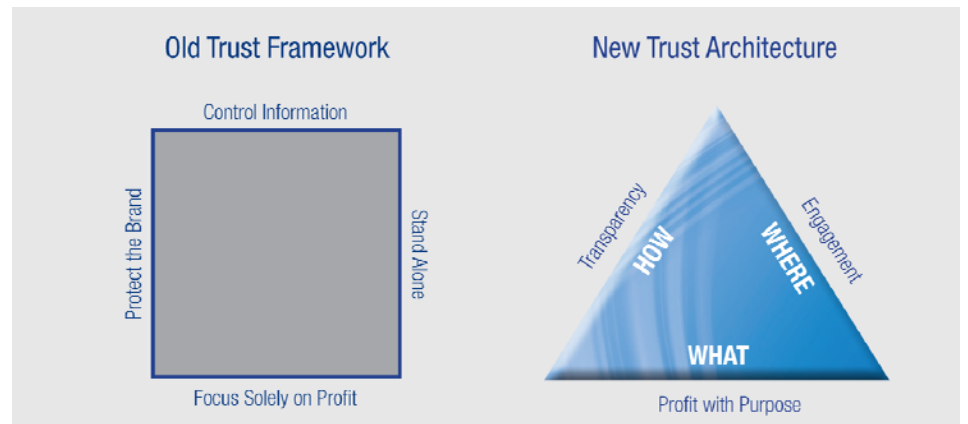 Old Trust Framework
Control Information
Protect the Brand
Stand Alone
Focus Solely on Profit
New Trust Architecture
Transparency
HOW
WHERE
Engagement
WHAT
Profit with Purpose